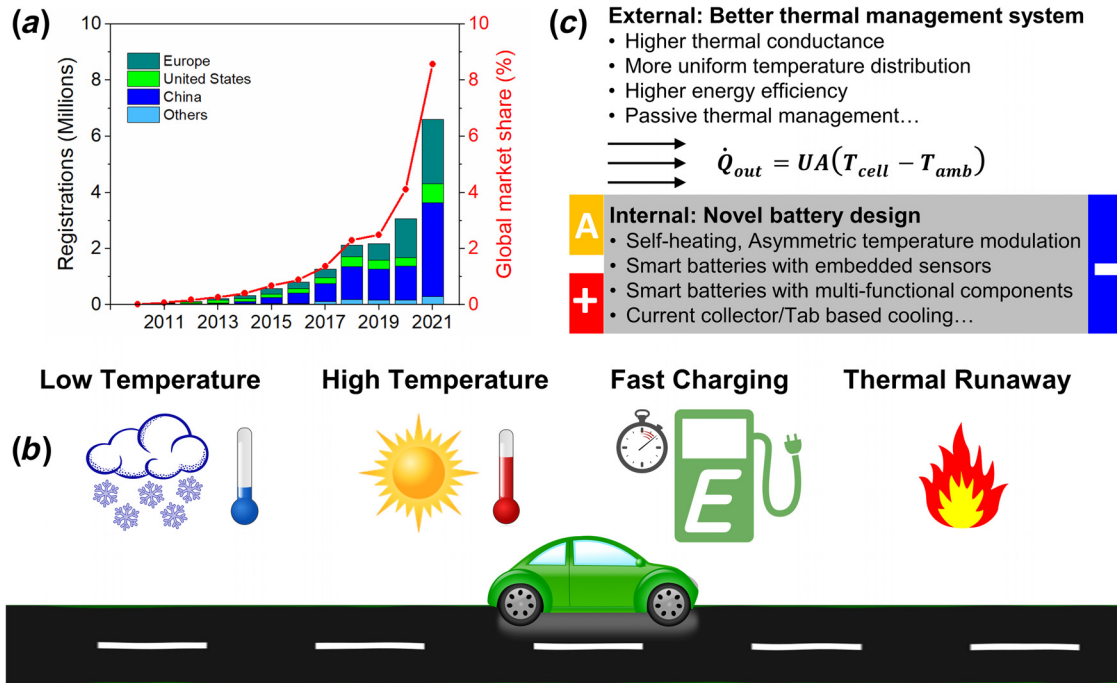 (a)
10
8
6
4
2
0
Registrations (Millions)
Europe
United States
China
Others
10
8
6
4
2
0
Global market share (%)
2011 2013 2015 2017 2019 2021
(c) External: Better thermal management system
• Higher thermal conductance
• More uniform temperature distribution
• Higher energy efficiency
• Passive thermal management…
Q̇_out = UA(T_cell − T_amb)
A
+
Internal: Novel battery design
• Self-heating, Asymmetric temperature modulation
• Smart batteries with embedded sensors
• Smart batteries with multi-functional components
• Current collector/Tab based cooling…
−
Low Temperature High Temperature Fast Charging Thermal Runaway
(b)
E